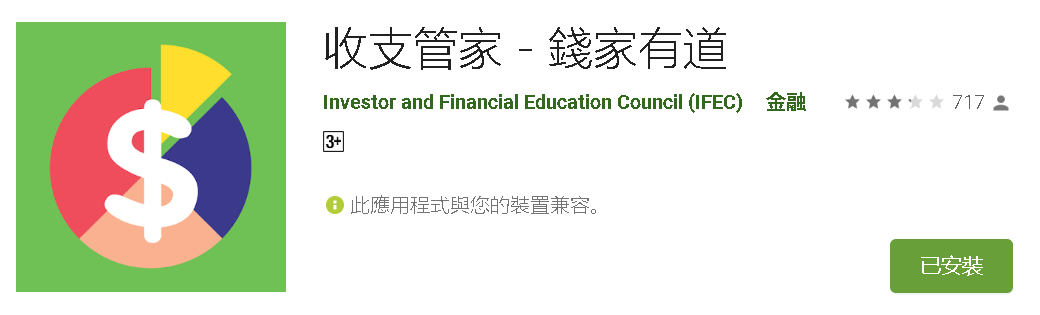 收支管家 - 錢家有道
Investor and Financial Education Council (IFEC) 金融 717
3+
此應用程式與您的裝置兼容。
已安裝
$